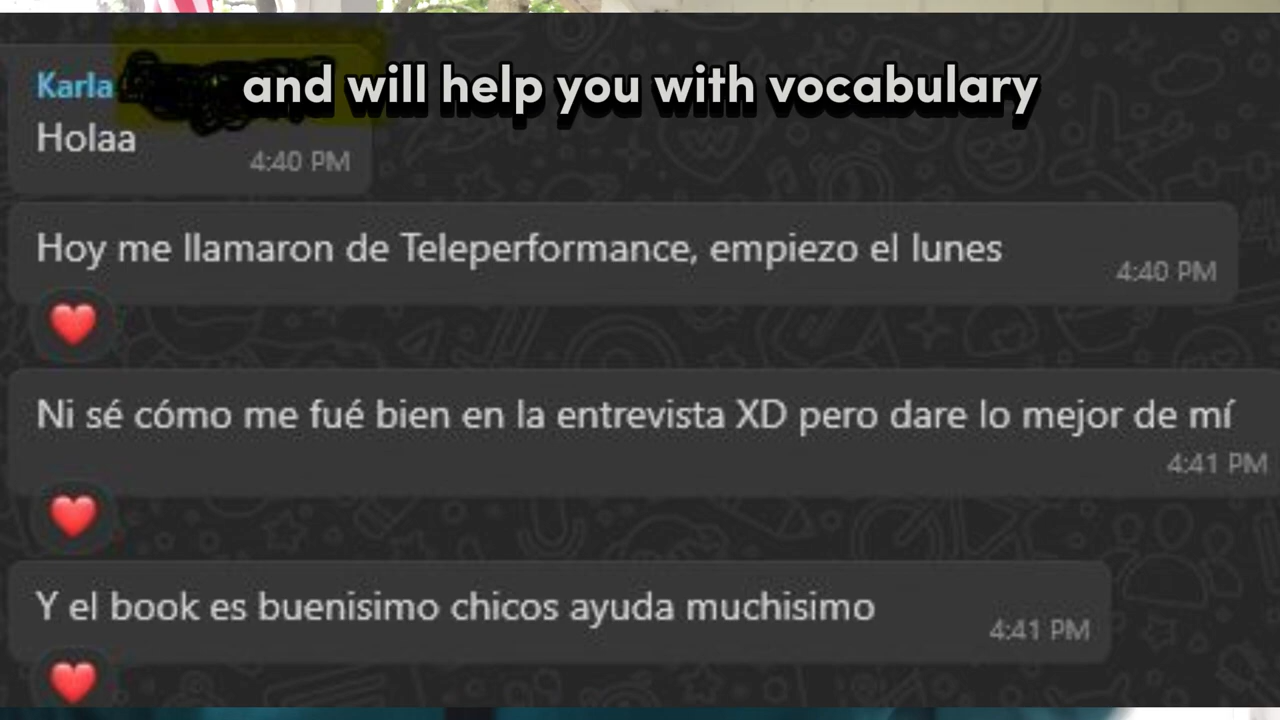 Karla
and will help you with vocabulary
Holaa
4:40 PM
Hoy me llamaron de Teleperformance, empiezo el lunes
4:40 PM
Ni sé cómo me fué bien en la entrevista XD pero dare lo mejor de mí
4:41 PM
Y el book es buenisimo chicos ayuda muchisimo
4:41 PM